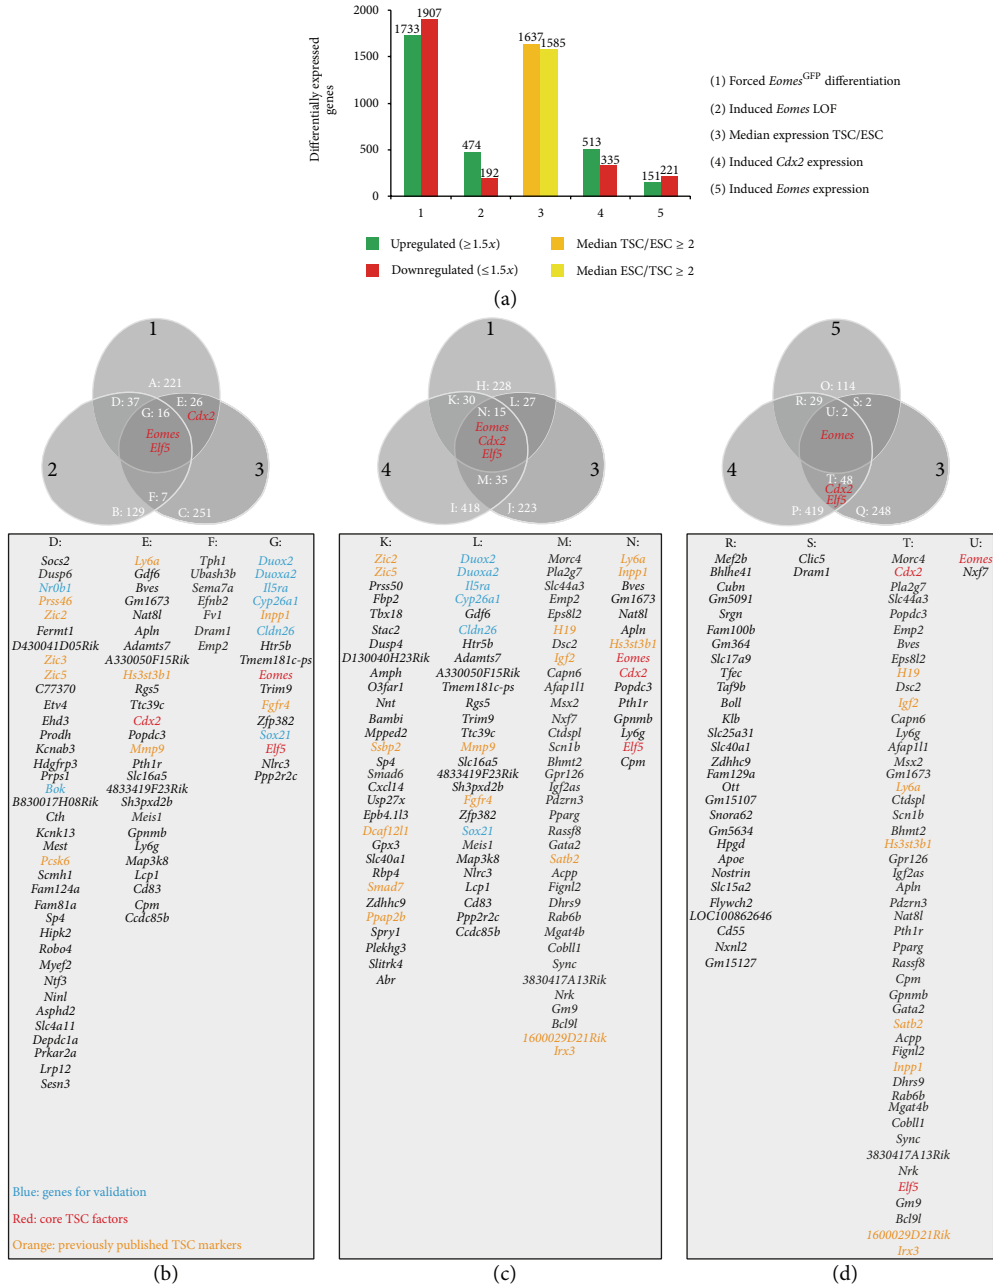 Differentially expressed
genes
2000
1500
1000
500
0
1733
1907
474
192
1637
1585
513
335
151
221
1
2
3
4
5
(1) Forced Eomes^GFP differentiation
(2) Induced Eomes LOF
(3) Median expression TSC/ESC
(4) Induced Cdx2 expression
(5) Induced Eomes expression
Upregulated (≥1.5x)
Median TSC/ESC ≥ 2
Downregulated (≤1.5x)
Median ESC/TSC ≥ 2
(a)
1
A: 221
D: 37
E: 26
G: 16
Cdx2
Eomes
Elf5
2
3
F: 7
B: 129
C: 251
D:
Socs2
Dusp6
Nr0b1
Prss46
Zic2
Fermt1
D430041D05Rik
Zic3
Zic5
C77370
Etv4
Ehd3
Prodh
Kcnab3
Hdgfrp3
Prps1
Bok
B830017H08Rik
Cth
Kcnk13
Mest
Pcsk6
Scmh1
Fam124a
Fam81a
Sp4
Hipk2
Robo4
Myef2
Ntf3
Ninl
Asphd2
Slc4a11
Depdc1a
Prkar2a
Lrp12
Sesn3
E:
Ly6a
Gdf6
Bves
Gm1673
Nat8l
Apln
Adamts7
A330050F15Rik
Hs3st3b1
Rgs5
Ttc39c
Cdx2
Popdc3
Mmp9
Pth1r
Slc16a5
4833419F23Rik
Sh3pxd2b
Meis1
Gpnmb
Ly6g
Map3k8
Lcp1
Cd83
Cpm
Ccdc85b
F:
Tph1
Ubash3b
Sema7a
Efnb2
Fv1
Dram1
Emp2
G:
Duox2
Duoxa2
Il5ra
Cyp26a1
Inpp1
Cldn26
Htr5b
Tmem181c-ps
Eomes
Trim9
Fgfr4
Zfp382
Sox21
Elf5
Nlrc3
Ppp2r2c
Blue: genes for validation
Red: core TSC factors
Orange: previously published TSC markers
(b)
1
H: 228
K: 30
L: 27
N: 15
Eomes
Cdx2
Elf5
4
3
M: 35
I: 418
J: 223
K:
Zic2
Zic5
Prss50
Fbp2
Tbx18
Stac2
Dusp4
D130040H23Rik
Amph
O3far1
Nnt
Bambi
Mpped2
Ssbp2
Sp4
Smad6
Cxcl14
Usp27x
Epb4.1l3
Dcaf12l1
Gpx3
Slc40a1
Rbp4
Smad7
Zdhhc9
Ppap2b
Spry1
Plekhg3
Slitrk4
Abr
L:
Duox2
Duoxa2
Il5ra
Cyp26a1
Gdf6
Cldn26
Htr5b
Adamts7
A330050F15Rik
Tmem181c-ps
Rgs5
Trim9
Ttc39c
Mmp9
Slc16a5
4833419F23Rik
Sh3pxd2b
Fgfr4
Zfp382
Sox21
Meis1
Map3k8
Nlrc3
Lcp1
Cd83
Ppp2r2c
Ccdc85b
M:
Morc4
Pla2g7
Slc44a3
Emp2
Eps8l2
H19
Dsc2
Igf2
Capn6
Afap1l1
Msx2
Nxf7
Ctdspl
Scn1b
Bhmt2
Gpr126
Igf2as
Pdzrn3
Pparg
Rassf8
Gata2
Satb2
Acpp
Fignl2
Dhrs9
Rab6b
Mgat4b
Cobll1
Sync
3830417A13Rik
Nrk
Gm9
Bcl9l
1600029D21Rik
Irx3
N:
Ly6a
Inpp1
Bves
Gm1673
Nat8l
Apln
Hs3st3b1
Eomes
Cdx2
Popdc3
Pth1r
Gpnmb
Ly6g
Elf5
Cpm
(c)
5
O: 114
R: 29
S: 2
U: 2
Eomes
4
3
T: 48
Cdx2
Elf5
P: 419
Q: 248
R:
Mef2b
Bhlhe41
Cubn
Gm5091
Srgn
Fam100b
Gm364
Slc17a9
Tfec
Taf9b
Boll
Klb
Slc25a31
Slc40a1
Zdhhc9
Fam129a
Ott
Gm15107
Snora62
Gm5634
Hpgd
Apoe
Nostrin
Slc15a2
Flywch2
LOC100862646
Cd55
Nxnl2
Gm15127
S:
Clic5
Dram1
T:
Morc4
Cdx2
Pla2g7
Slc44a3
Popdc3
Emp2
Bves
Eps8l2
H19
Dsc2
Igf2
Capn6
Ly6g
Afap1l1
Msx2
Gm1673
Ly6a
Ctdspl
Scn1b
Bhmt2
Hs3st3b1
Gpr126
Igf2as
Apln
Pdzrn3
Nat8l
Pth1r
Pparg
Rassf8
Cpm
Gpnmb
Gata2
Satb2
Acpp
Fignl2
Inpp1
Dhrs9
Rab6b
Mgat4b
Cobll1
Sync
3830417A13Rik
Nrk
Elf5
Gm9
Bcl9l
1600029D21Rik
Irx3
U:
Eomes
Nxf7
(d)